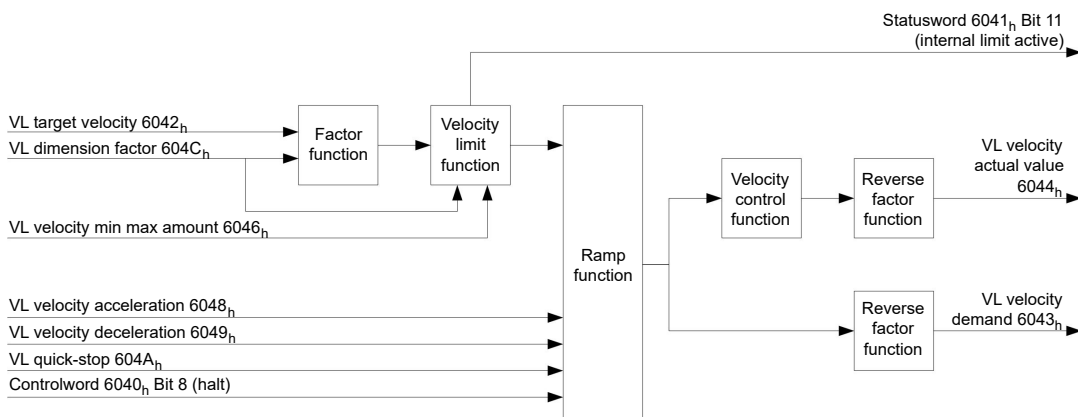 Statusword 6041h Bit 11
(internal limit active)
VL target velocity 6042h
VL dimension factor 604Ch
Factor
function
Velocity
limit
function
VL velocity min max amount 6046h
Ramp
function
Velocity
control
function
Reverse
factor
function
VL velocity
actual value
6044h
VL velocity acceleration 6048h
VL velocity deceleration 6049h
VL quick-stop 604Ah
Controlword 6040h Bit 8 (halt)
Reverse
factor
function
VL velocity
demand 6043h